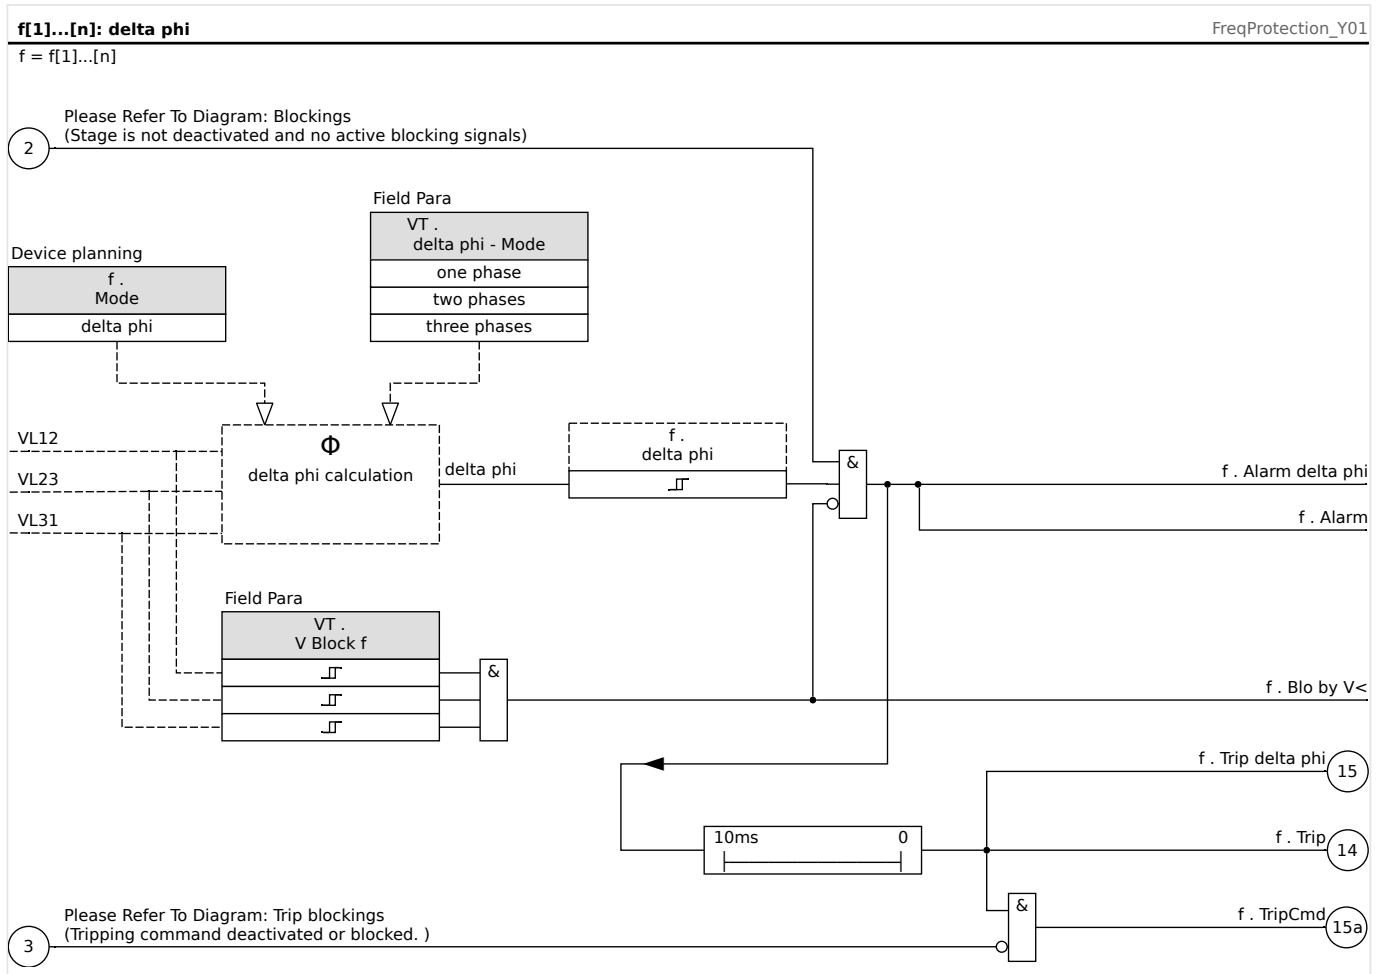 f[1]...[n]: delta phi
FreqProtection_Y01
f = f[1]...[n]
Please Refer To Diagram: Blockings
(Stage is not deactivated and no active blocking signals)
2
Field Para
VT .
delta phi - Mode
one phase
two phases
three phases
Device planning
f .
Mode
delta phi
VL12
VL23
VL31
Φ
delta phi calculation
delta phi
f .
delta phi
&
f . Alarm delta phi
f . Alarm
Field Para
VT .
V Block f
&
f . Blo by V<
f . Trip delta phi
15
10ms
0
f . Trip
14
&
f . TripCmd
15a
Please Refer To Diagram: Trip blockings
(Tripping command deactivated or blocked. )
3